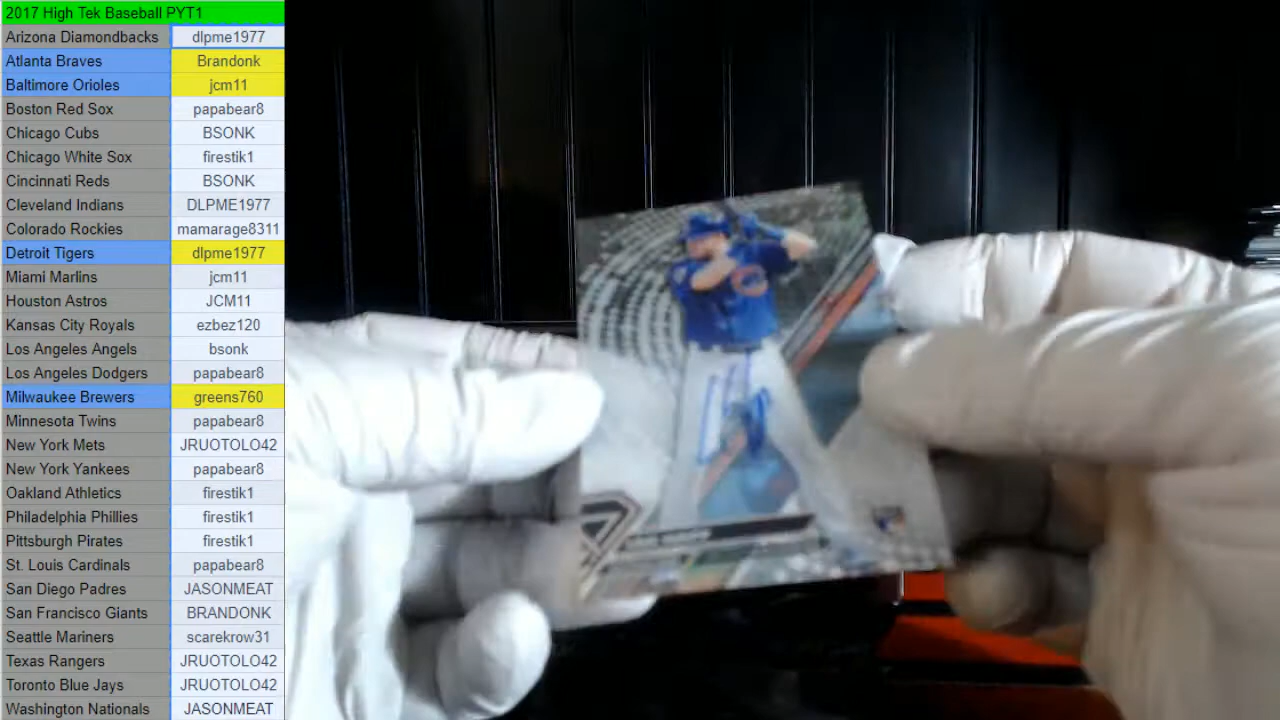 2017 High Tek Baseball PYT1
Arizona Diamondbacks dlpme1977
Atlanta Braves Brandonk
Baltimore Orioles jcm11
Boston Red Sox papabear8
Chicago Cubs BSONK
Chicago White Sox firestik1
Cincinnati Reds BSONK
Cleveland Indians DLPME1977
Colorado Rockies mamarage8311
Detroit Tigers dlpme1977
Miami Marlins jcm11
Houston Astros JCM11
Kansas City Royals ezbez120
Los Angeles Angels bsonk
Los Angeles Dodgers papabear8
Milwaukee Brewers greens760
Minnesota Twins papabear8
New York Mets JRUOTOLO42
New York Yankees papabear8
Oakland Athletics firestik1
Philadelphia Phillies firestik1
Pittsburgh Pirates firestik1
St. Louis Cardinals papabear8
San Diego Padres JASONMEAT
San Francisco Giants BRANDONK
Seattle Mariners scarekrow31
Texas Rangers JRUOTOLO42
Toronto Blue Jays JRUOTOLO42
Washington Nationals JASONMEAT